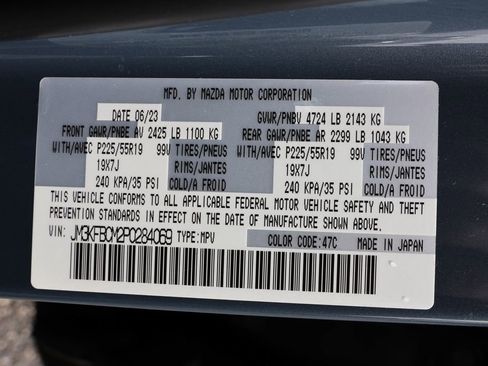 MFD. BY MAZDA MOTOR CORPORATION
DATE 06/23 GVWR/PNBV 4724 LB 2143 KG
FRONT GAWR/PNBE AV 2425 LB 1100 KG REAR GAWR/PNBE AR 2299 LB 1043 KG
WITH/AVEC P225/55R19 99V TIRES/PNEUS WITH/AVEC P225/55R19 99V TIRES/PNEUS
19X7J RIMS/JANTES 19X7J RIMS/JANTES
240 KPA/35 PSI COLD/A FROID 240 KPA/35 PSI COLD/A FROID
THIS VEHICLE CONFORMS TO ALL APPLICABLE FEDERAL MOTOR VEHICLE SAFETY AND THEFT
PREVENTION STANDARDS IN EFFECT ON THE DATE OF MANUFACTURE SHOWN ABOVE.
VIN: JM3KFBCM2P0284069 TYPE: MPV COLOR CODE: 47C MADE IN JAPAN